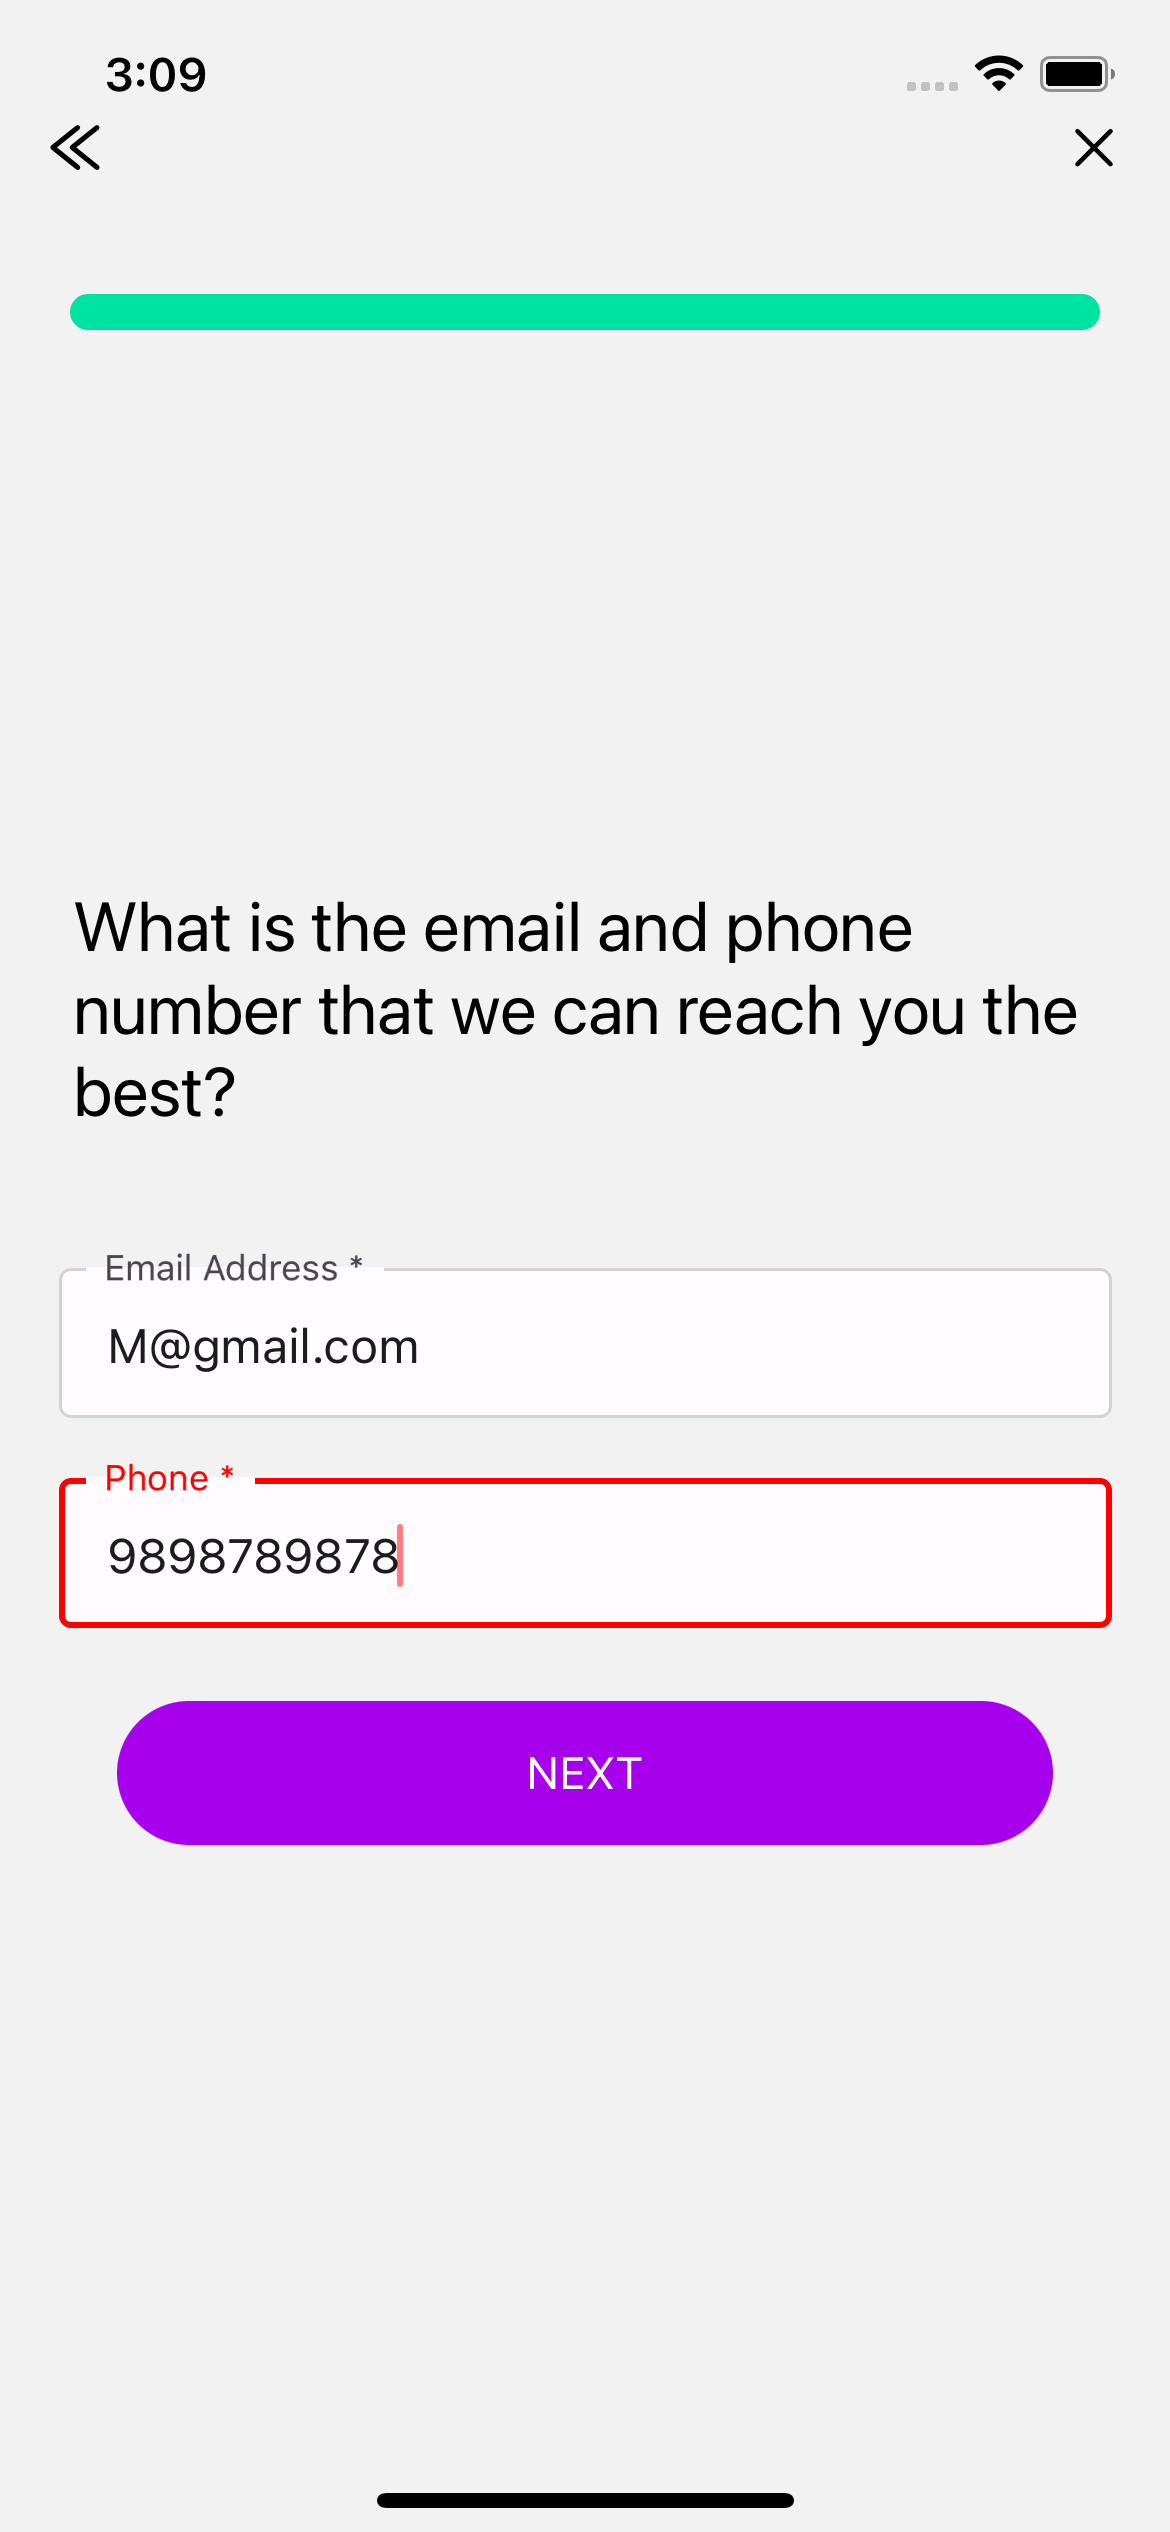 3:09
What is the email and phone
number that we can reach you the
best?
Email Address *
M@gmail.com
Phone *
9898789878
NEXT